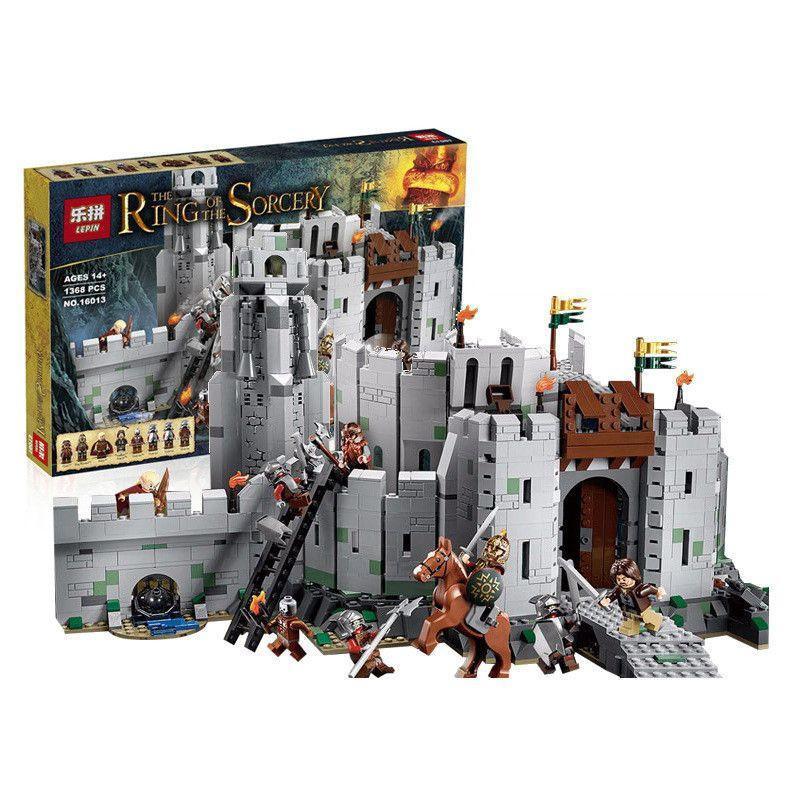 乐拼
LEPIN
THE RING OF THE SORCERY
AGES 14+
1368 PCS
NO.16013